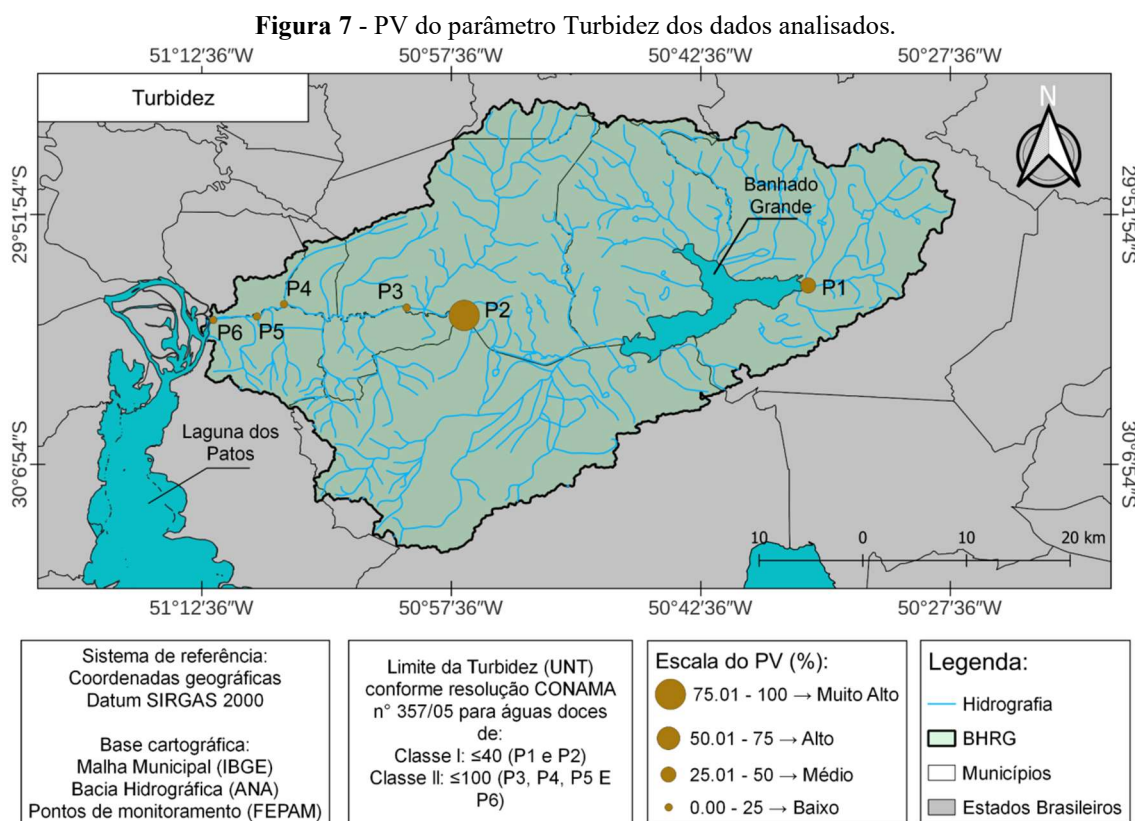 Figura 7 - PV do parâmetro Turbidez dos dados analisados.
51°12'36"W
50°57'36"W
50°42'36"W
50°27'36"W
Turbidez
N
29°51'54"S
29°51'54"S
Banhado
Grande
P1
P2
P3
P4
P5
P6
Laguna dos
Patos
30°6'54"S
30°6'54"S
10 0 10 20 km
51°12'36"W
50°57'36"W
50°42'36"W
50°27'36"W
Sistema de referência:
Coordenadas geográficas
Datum SIRGAS 2000
Base cartográfica:
Malha Municipal (IBGE)
Bacia Hidrográfica (ANA)
Pontos de monitoramento (FEPAM)
Limite da Turbidez (UNT)
conforme resolução CONAMA
n° 357/05 para águas doces
de:
Classe I: ≤40 (P1 e P2)
Classe II: ≤100 (P3, P4, P5 E
P6)
Escala do PV (%):
75.01 - 100 → Muito Alto
50.01 - 75 → Alto
25.01 - 50 → Médio
0.00 - 25 → Baixo
Legenda:
Hidrografia
BHRG
Municípios
Estados Brasileiros